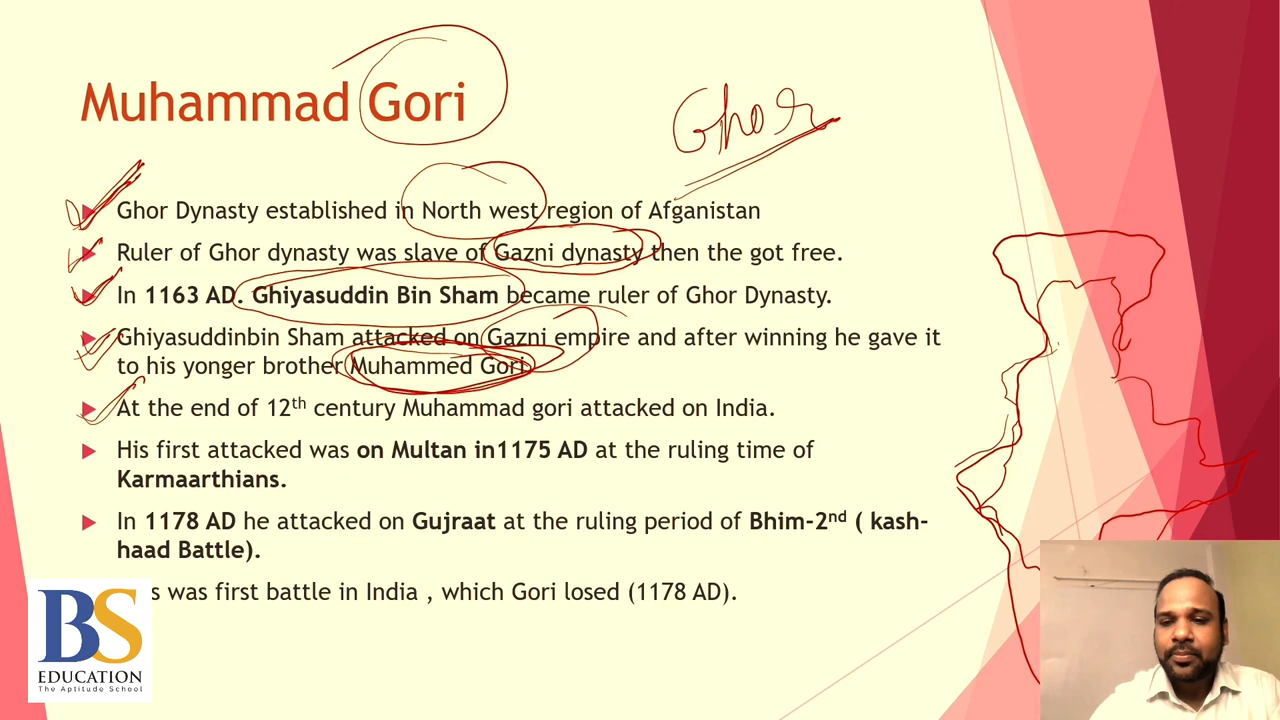 Muhammad Gori
Ghor
Ghor Dynasty established in North west region of Afganistan
Ruler of Ghor dynasty was slave of Gazni dynasty then the got free.
In 1163 AD. Ghiyasuddin Bin Sham became ruler of Ghor Dynasty.
Ghiyasuddinbin Sham attacked on Gazni empire and after winning he gave it
to his yonger brother Muhammed Gori.
At the end of 12th century Muhammad gori attacked on India.
His first attacked was on Multan in1175 AD at the ruling time of
Karmaarthians.
In 1178 AD he attacked on Gujraat at the ruling period of Bhim-2nd ( kash-
haad Battle).
s was first battle in India , which Gori losed (1178 AD).
BS
EDUCATION
The Aptitude School